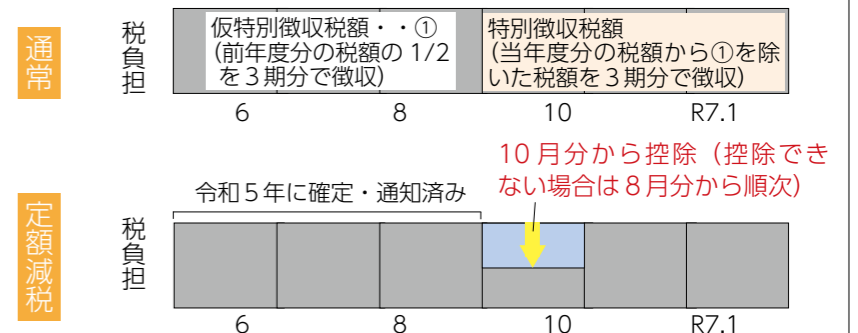 通常
税負担
仮特別徴収税額・・①
(前年度分の税額の 1/2
を３期分で徴収)
特別徴収税額
(当年度分の税額から①を除
いた税額を３期分で徴収)
6 8 10 R7.1
10 月分から控除（控除でき
ない場合は８月分から順次）
令和５年に確定・通知済み
定額減税
税負担
6 8 10 R7.1